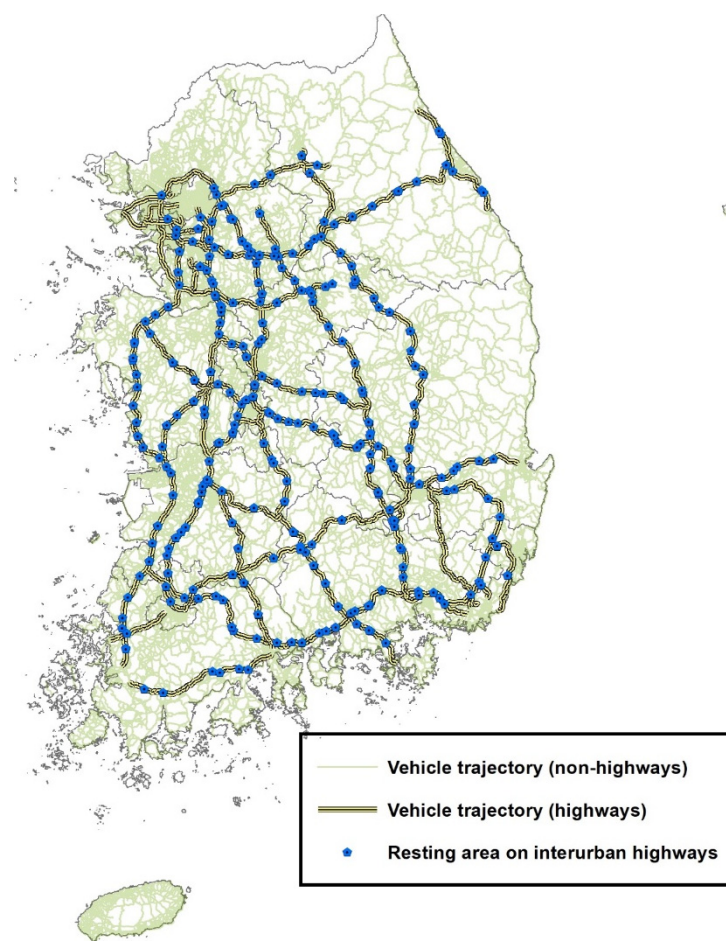 Vehicle trajectory (non-highways)
Vehicle trajectory (highways)
Resting area on interurban highways